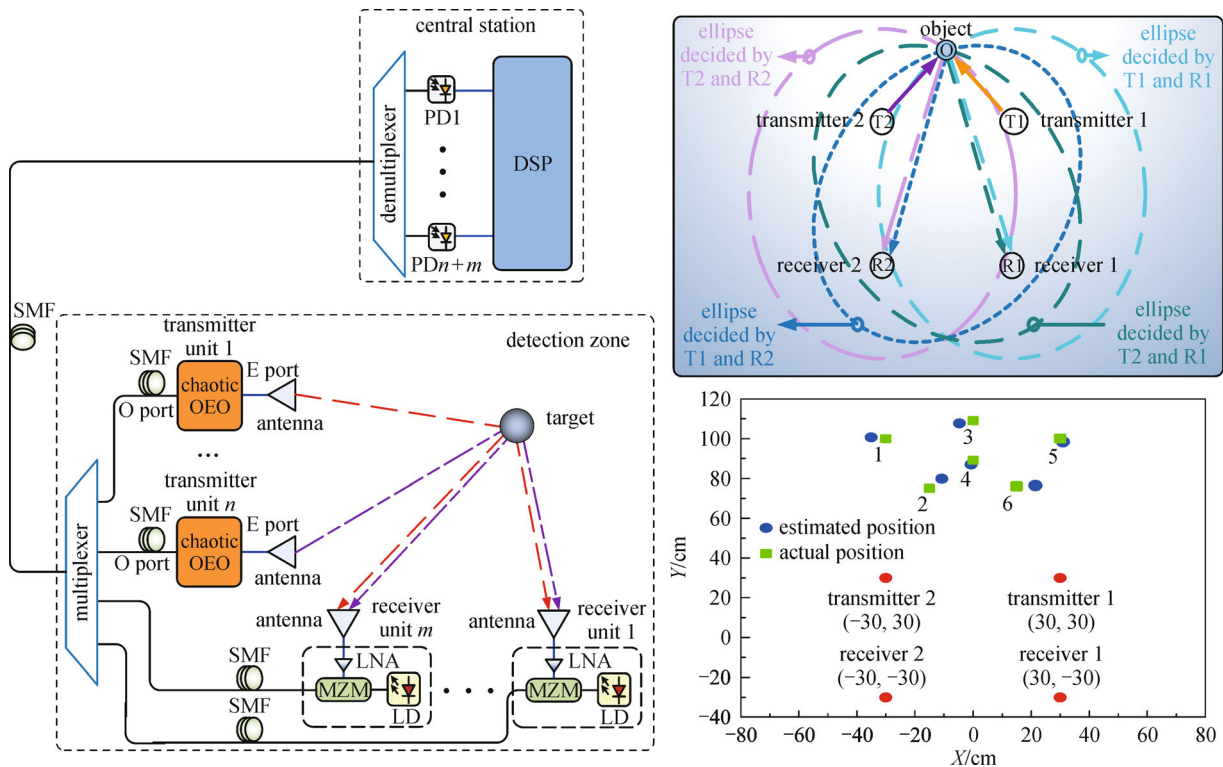 central station
demultiplexer
PD1
PDn+m
DSP
SMF
detection zone
transmitter
unit 1
SMF
E port
chaotic
OEO
O port
antenna
target
...
transmitter
unit n
SMF
E port
chaotic
OEO
O port
antenna
multiplexer
antenna
receiver
unit m
antenna
receiver
unit 1
LNA
LNA
SMF
MZM
LD
MZM
LD
SMF
object
O
ellipse
decided by
T2 and R2
ellipse
decided by
T1 and R1
transmitter 2
T2
T1
transmitter 1
receiver 2
R2
R1
receiver 1
ellipse
decided by
T1 and R2
ellipse
decided by
T2 and R1
120
100
80
60
40
20
0
−20
−40
Y/cm
1
2
3
4
5
6
estimated position
actual position
transmitter 2
(−30, 30)
transmitter 1
(30, 30)
receiver 2
(−30, −30)
receiver 1
(30, −30)
−80 −60 −40 −20 0 20 40 60 80
X/cm